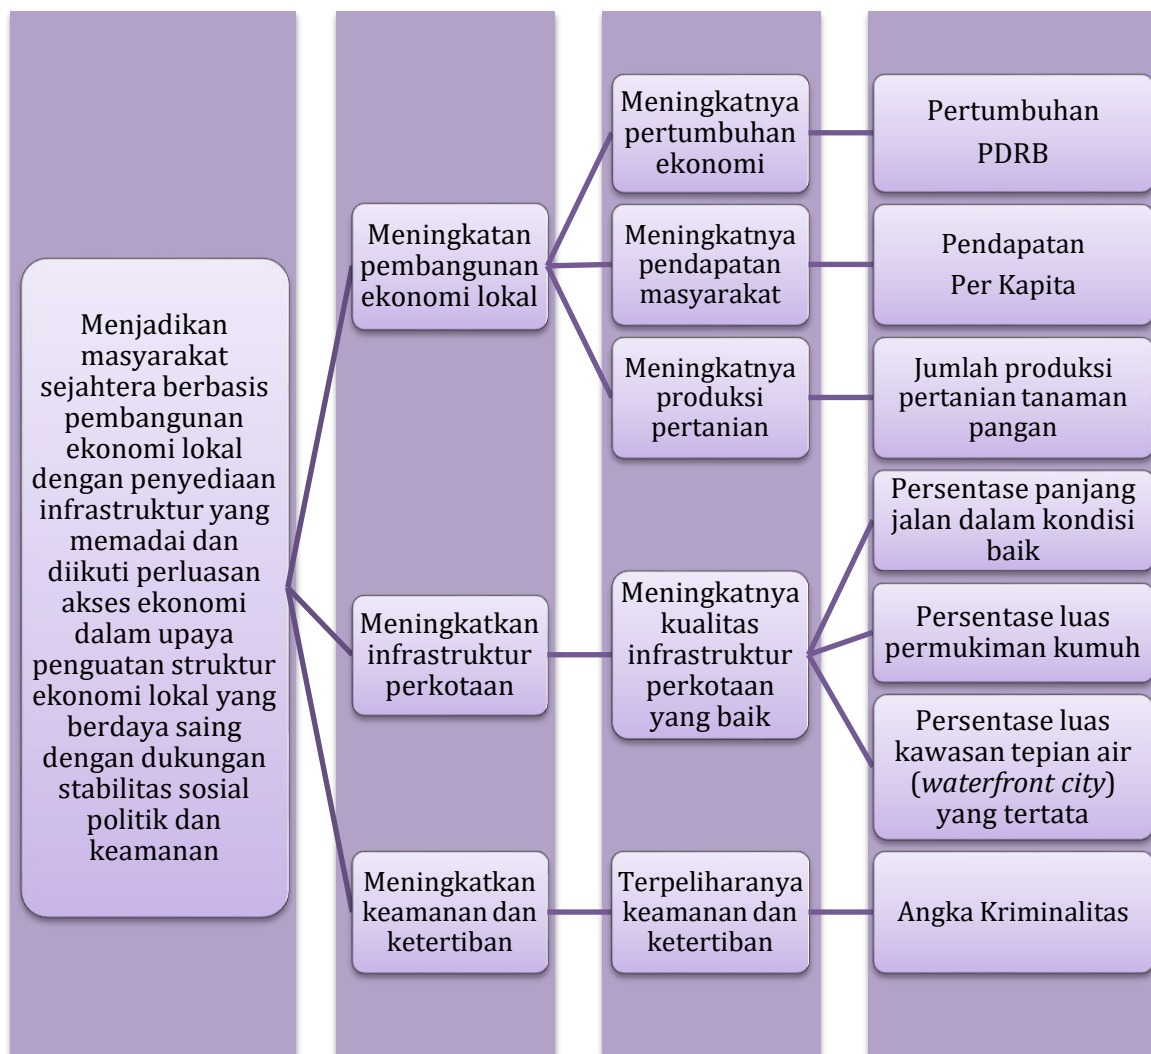 Menjadikan
masyarakat
sejahtera berbasis
pembangunan
ekonomi lokal
dengan penyediaan
infrastruktur yang
memadai dan
diikuti perluasan
akses ekonomi
dalam upaya
penguatan struktur
ekonomi lokal yang
berdaya saing
dengan dukungan
stabilitas sosial
politik dan
keamanan
Meningkatan
pembangunan
ekonomi lokal
Meningkatnya
pertumbuhan
ekonomi
Pertumbuhan
PDRB
Meningkatnya
pendapatan
masyarakat
Pendapatan
Per Kapita
Meningkatnya
produksi
pertanian
Jumlah produksi
pertanian tanaman
pangan
Meningkatkan
infrastruktur
perkotaan
Meningkatnya
kualitas
infrastruktur
perkotaan
yang baik
Persentase panjang
jalan dalam kondisi
baik
Persentase luas
permukiman kumuh
Persentase luas
kawasan tepian air
(waterfront city)
yang tertata
Meningkatkan
keamanan dan
ketertiban
Terpeliharanya
keamanan dan
ketertiban
Angka Kriminalitas